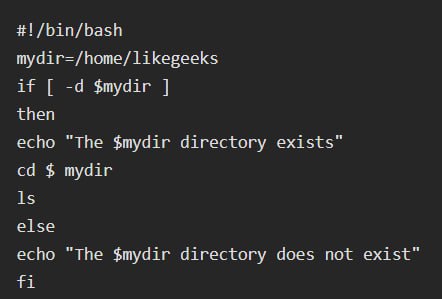 #!/bin/bash
mydir=/home/likegeeks
if [ -d $mydir ]
then
echo "The $mydir directory exists"
cd $ mydir
ls
else
echo "The $mydir directory does not exist"
fi